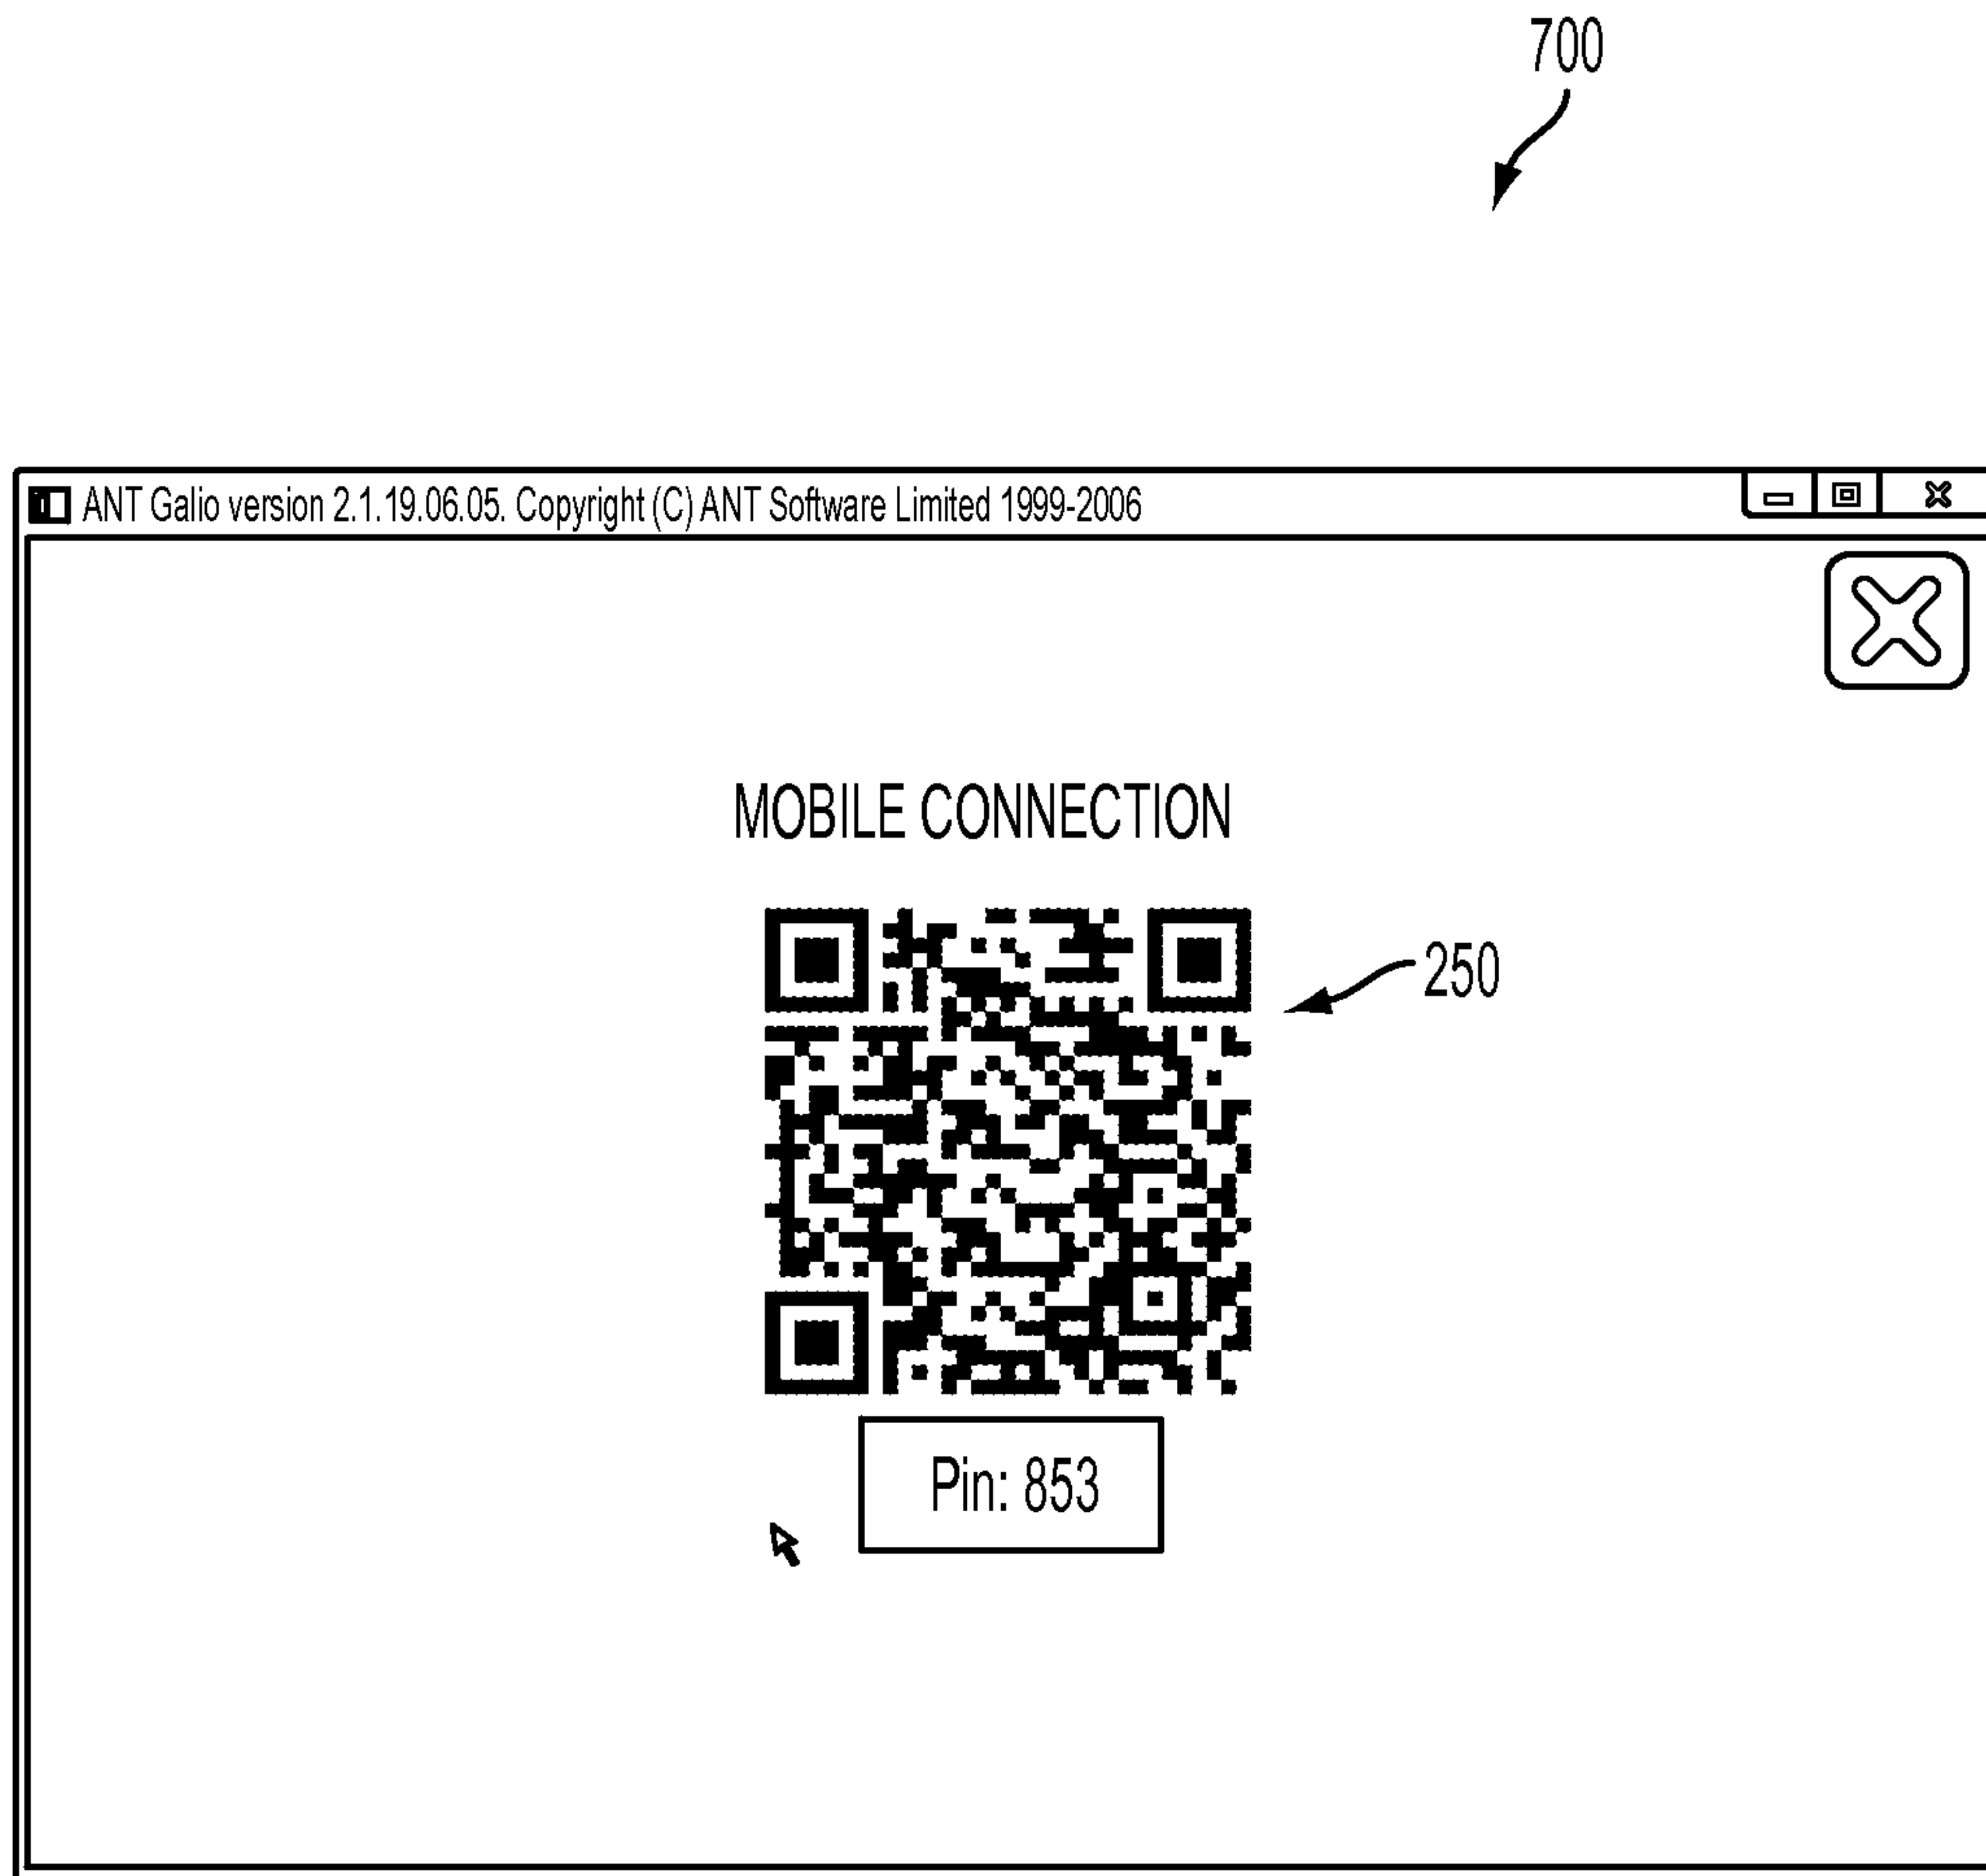 700
ANT Galio version 2.1.19.06.05. Copyright (C) ANT Software Limited 1999-2006
MOBILE CONNECTION
250
Pin: 853